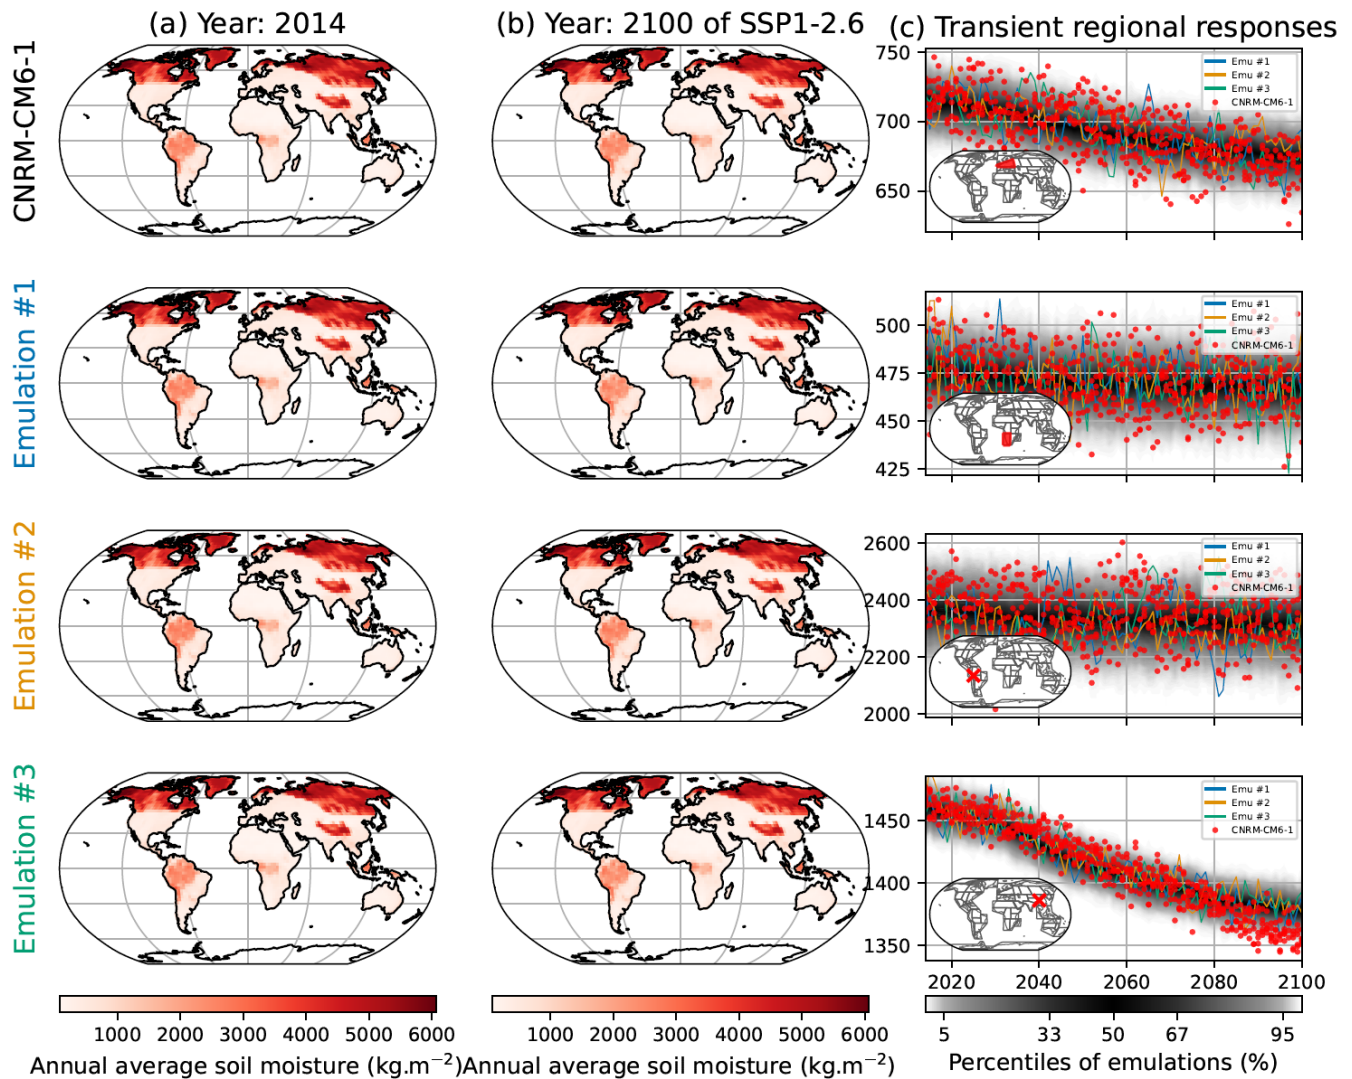 (a) Year: 2014
(b) Year: 2100 of SSP1-2.6
(c) Transient regional responses
CNRM-CM6-1
750
700
650
Emu #1
Emu #2
Emu #3
CNRM-CM6-1
Emulation #1
500
475
450
425
Emu #1
Emu #2
Emu #3
CNRM-CM6-1
Emulation #2
2600
2400
2200
2000
Emu #1
Emu #2
Emu #3
CNRM-CM6-1
Emulation #3
1450
1400
1350
Emu #1
Emu #2
Emu #3
CNRM-CM6-1
2020 2040 2060 2080 2100
1000 2000 3000 4000 5000 6000
Annual average soil moisture (kg.m⁻²)
1000 2000 3000 4000 5000 6000
Annual average soil moisture (kg.m⁻²)
5 33 50 67 95
Percentiles of emulations (%)